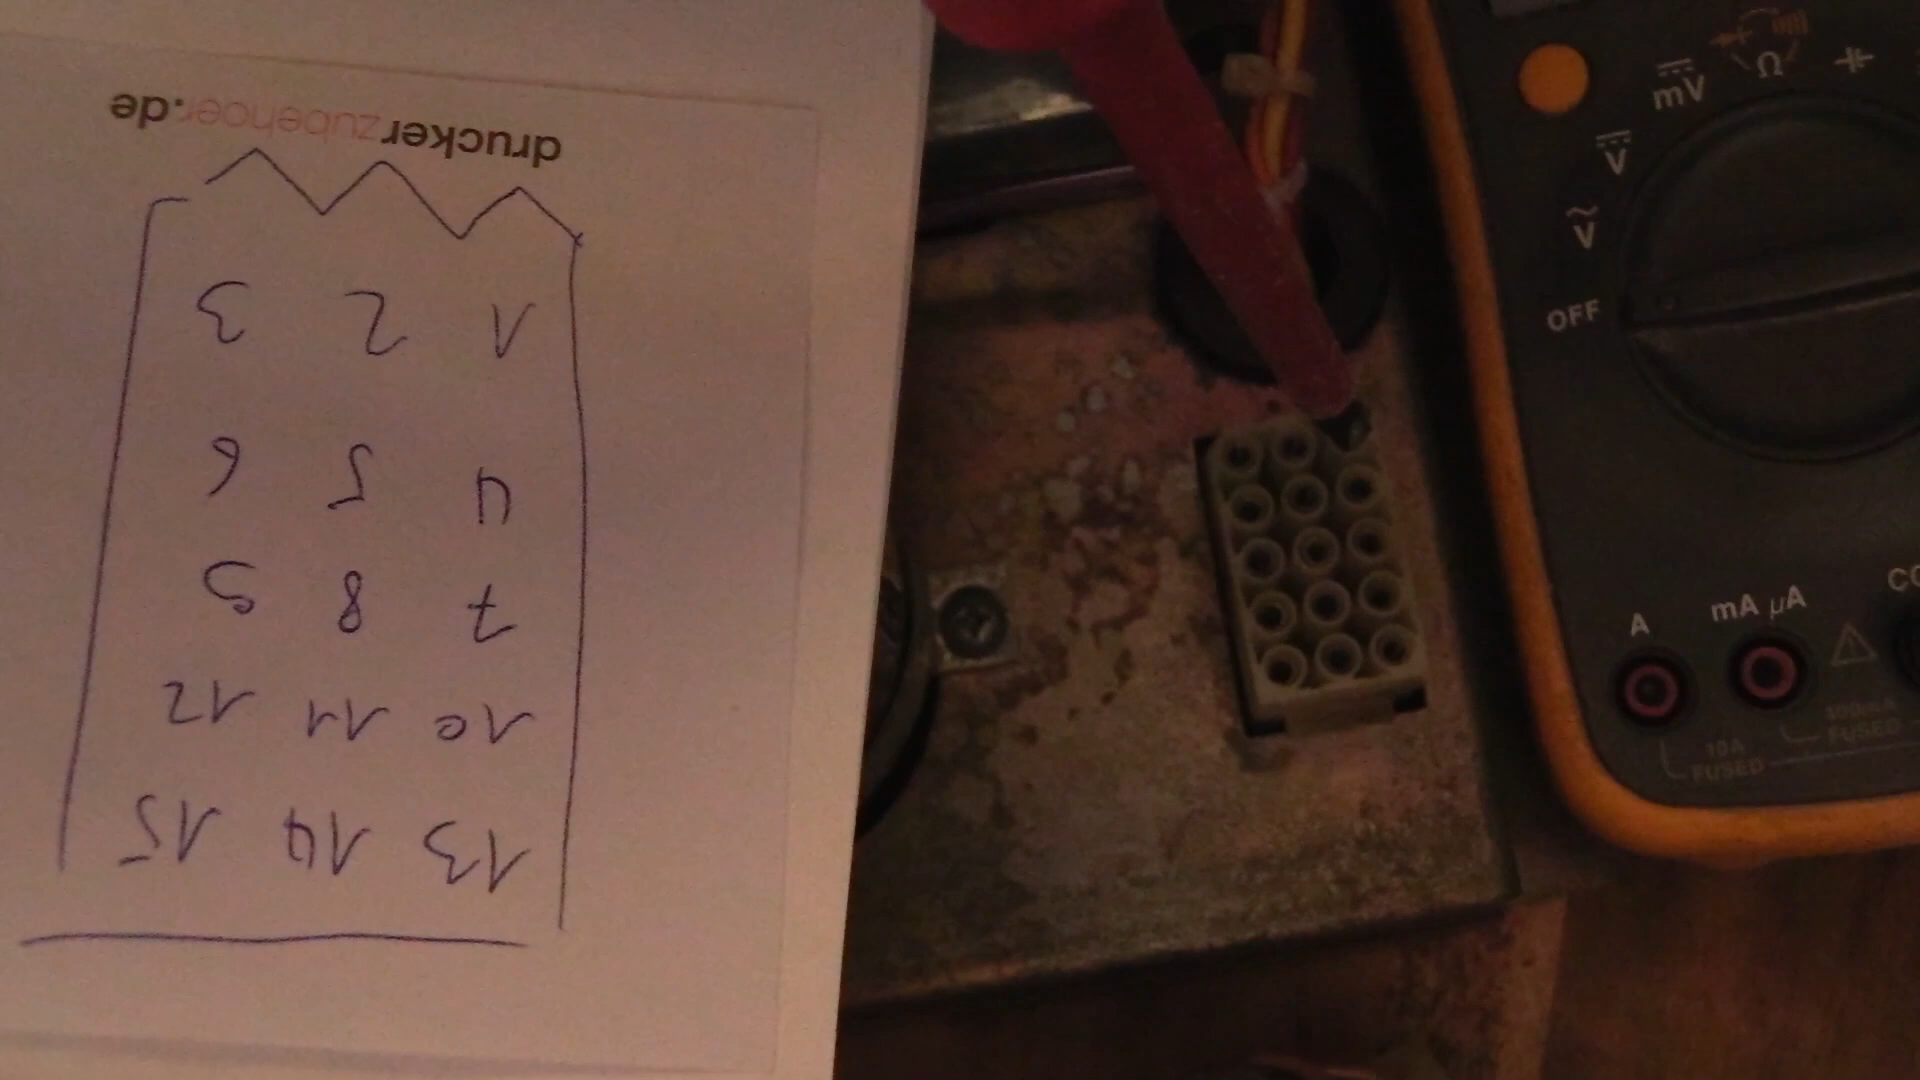 13 14 15
10 11 12
7 8 9
4 5 6
1 2 3
druckerzubehoer.de
mV
Ω
V
V
OFF
A
mA µA
10A
FUSED
FUSED